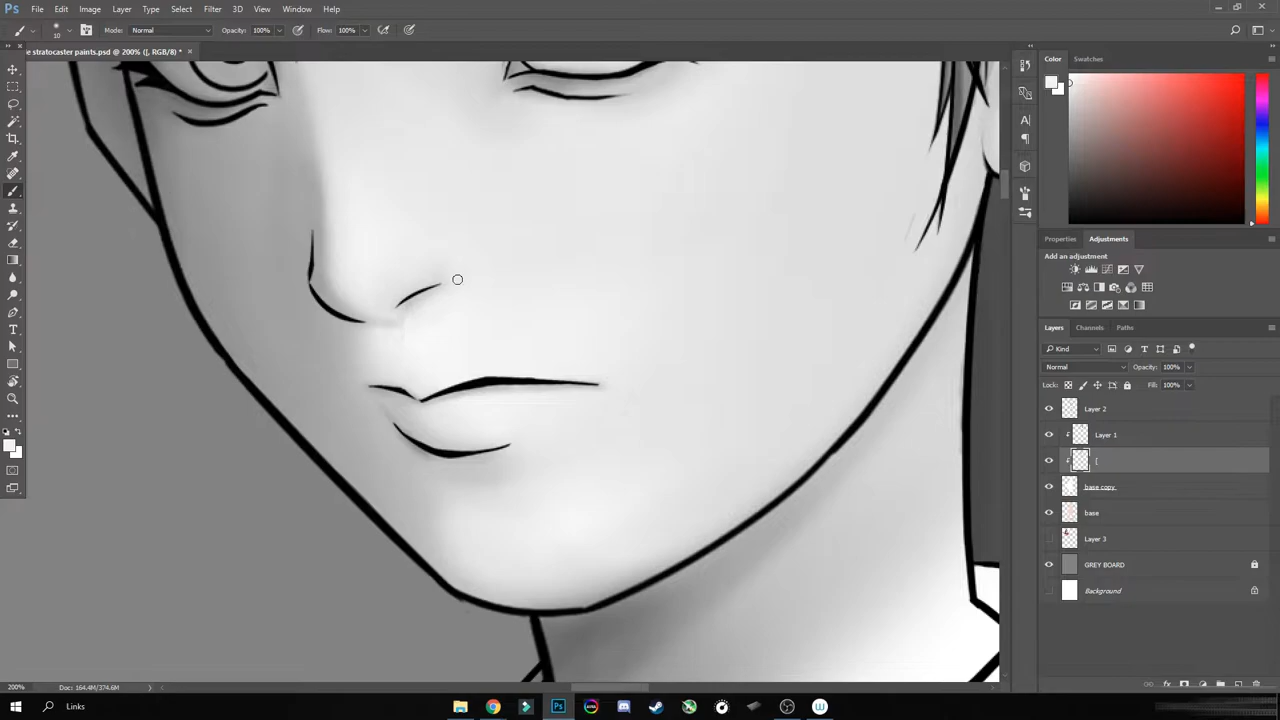 Ps File Edit Image Layer Type Select Filter 3D View Window Help
10 Mode: Normal Opacity: 100% Flow: 100%
e stratocaster paints.psd @ 200% ([, RGB/8) * ×
Color Swatches
Properties Adjustments
Add an adjustment
Layers Channels Paths
Kind
Normal Opacity: 100%
Lock: Fill: 100%
Layer 2
Layer 1
[
base copy
base
Layer 3
GREY BOARD
Background
200% Doc: 164.4M/374.6M
Links